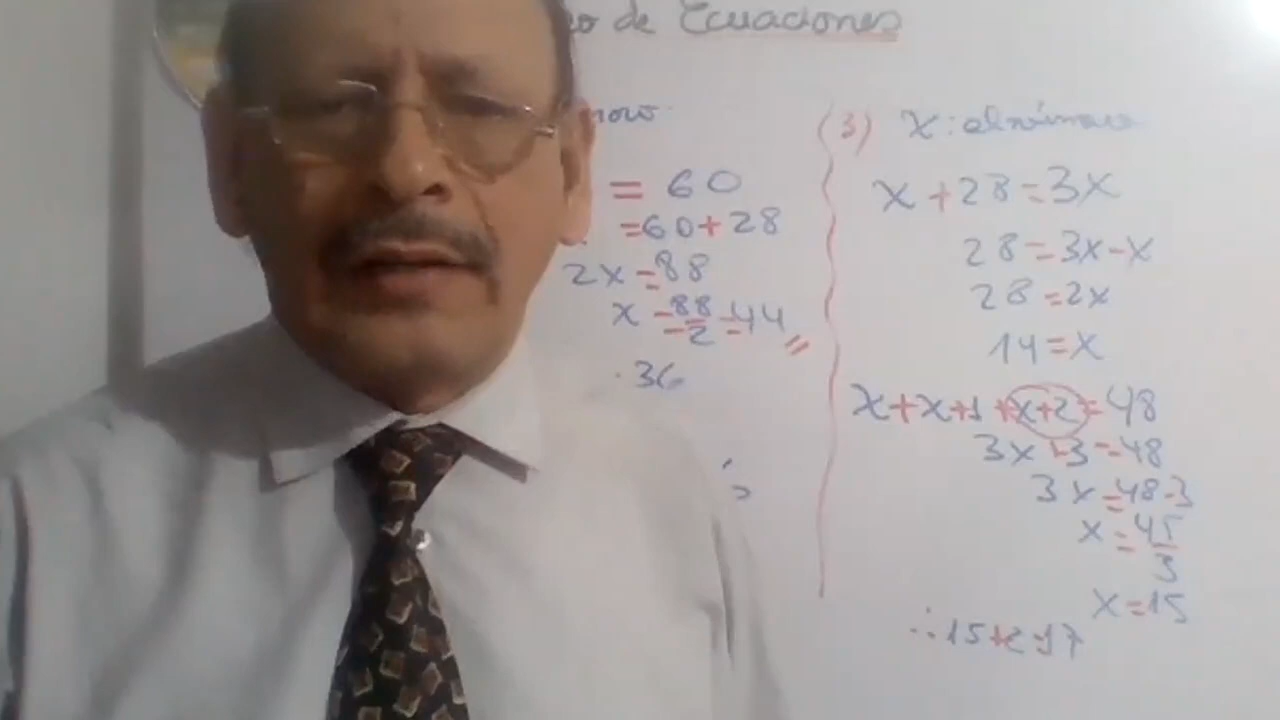 de Ecuaciones
= 60
=60+28
2x=88
x=88/2=44
36
(3) x: el número
x+28=3x
28=3x-x
28=2x
14=x
x+x+1+x+2=48
3x+3=48
3x=48-3
x=45/3
x=15
∴15+2=17